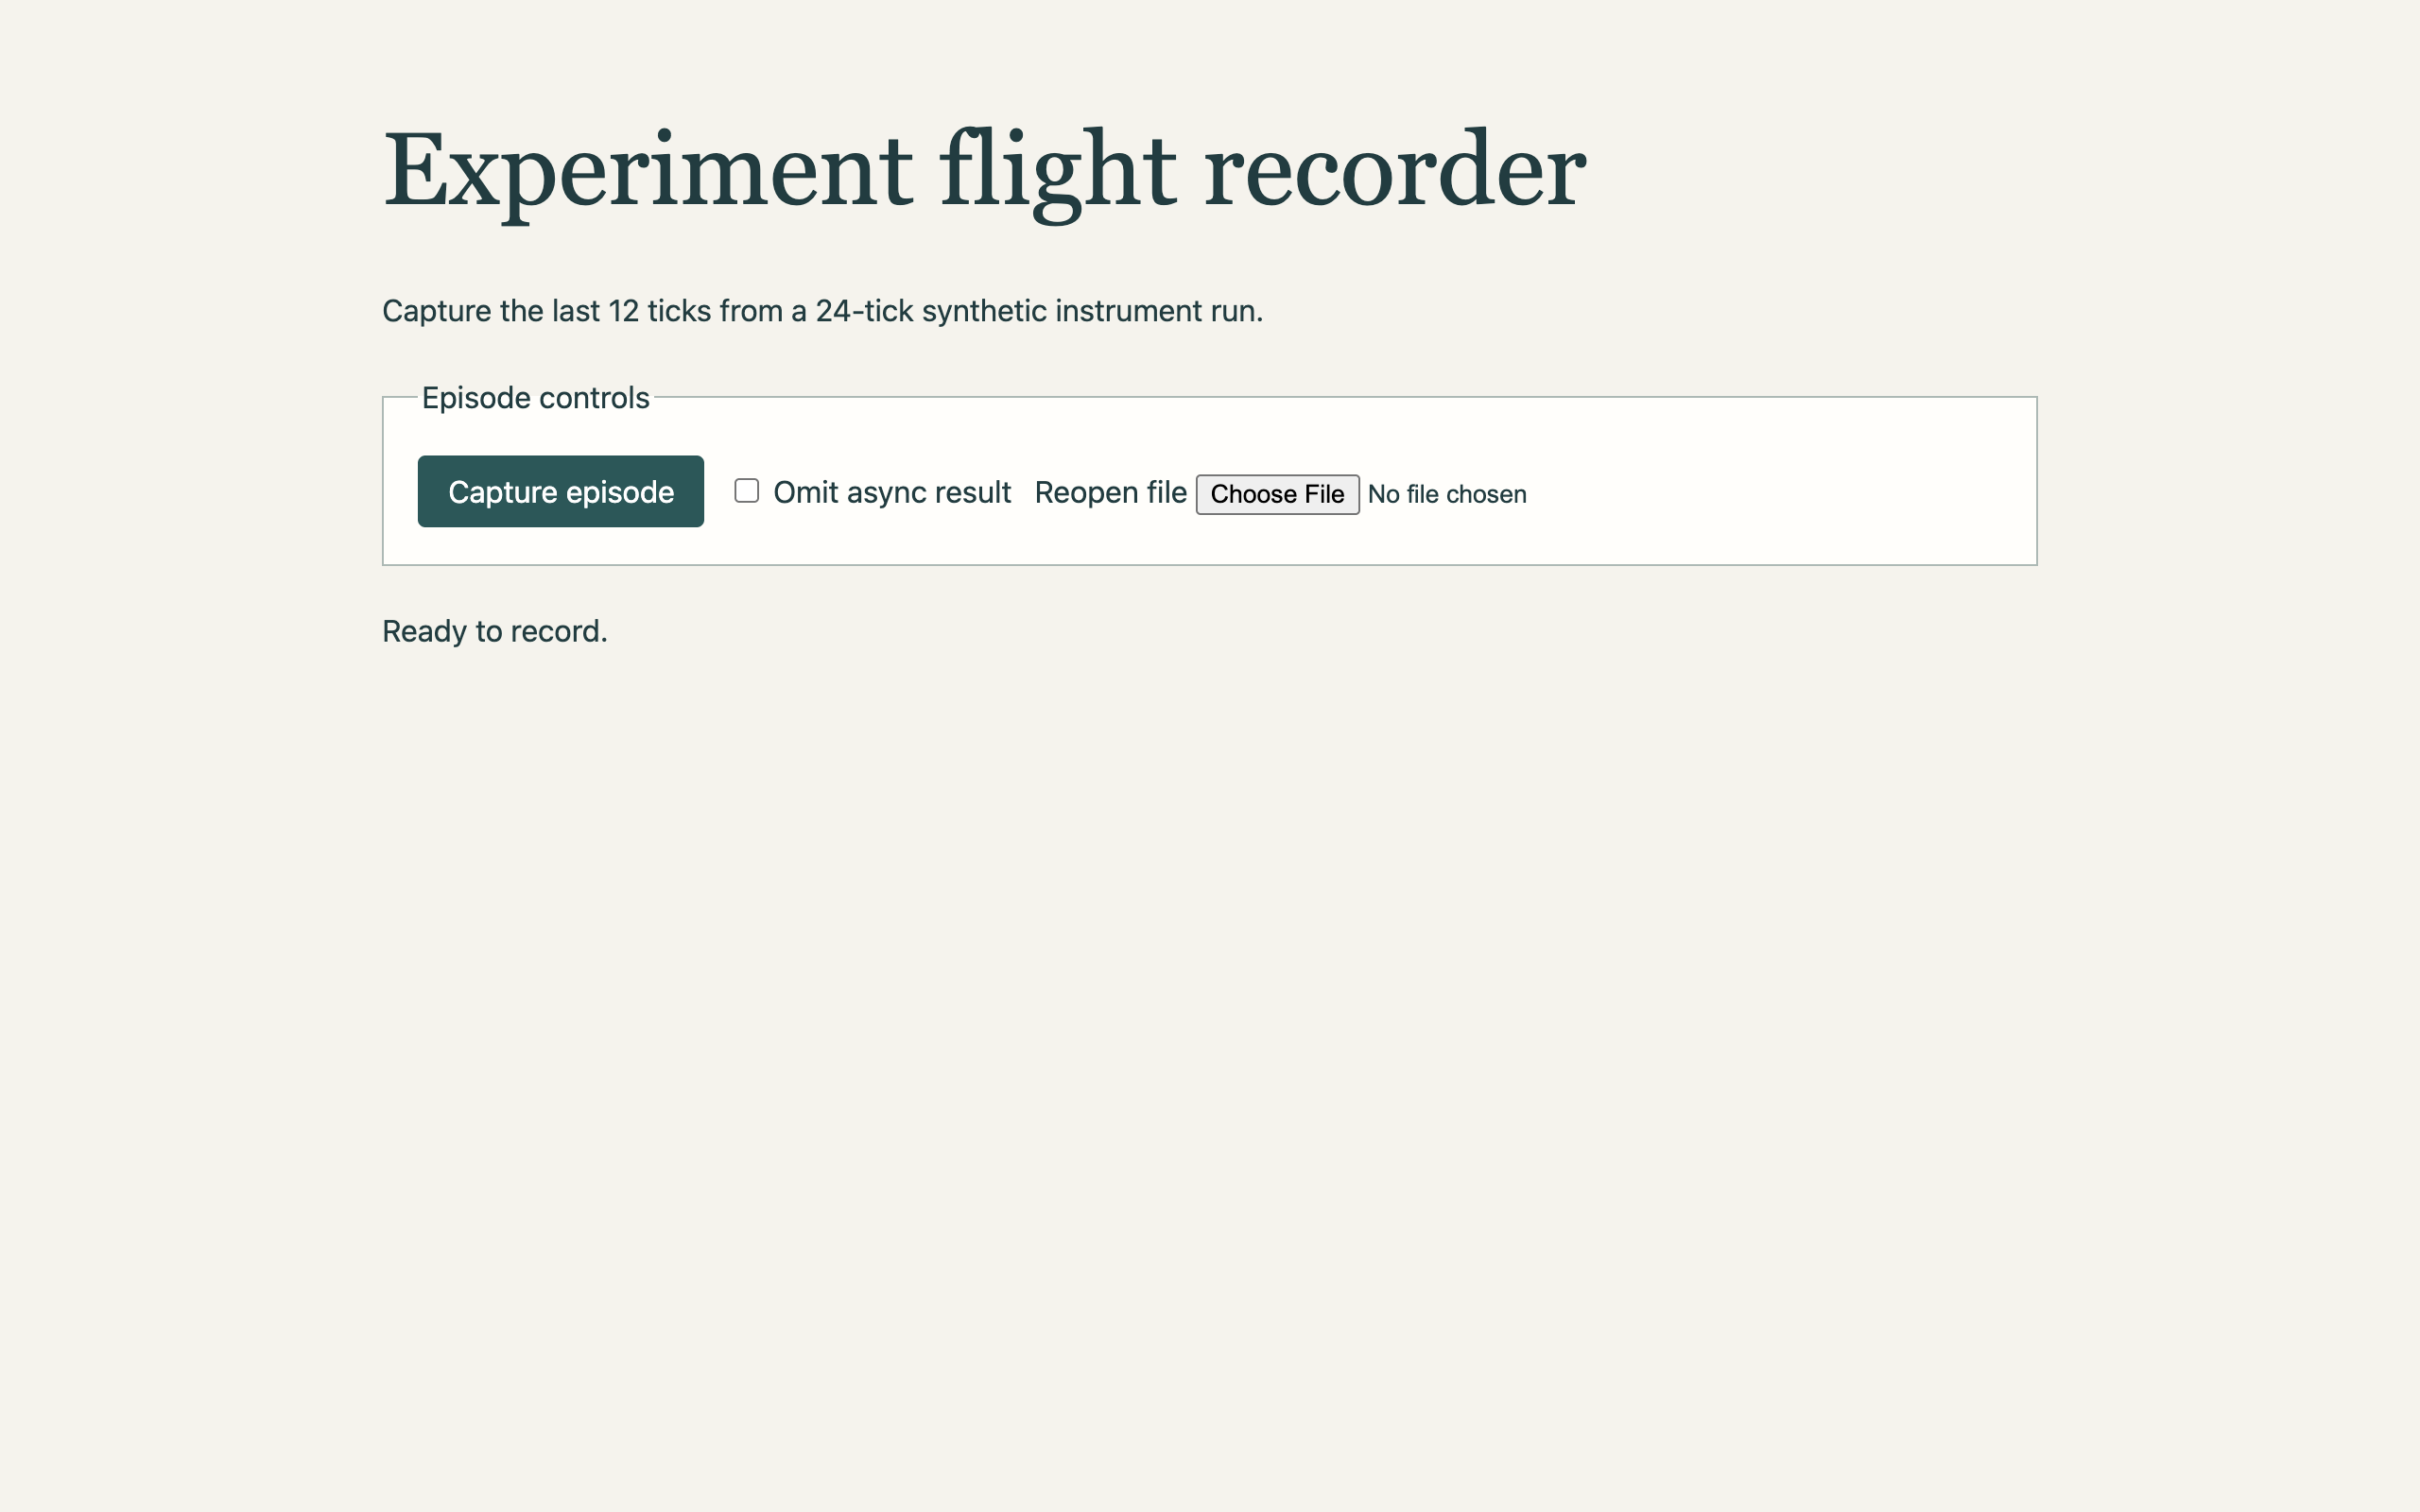 Experiment flight recorder
Capture the last 12 ticks from a 24-tick synthetic instrument run.
Episode controls
Capture episode Omit async result Reopen file Choose File No file chosen
Ready to record.